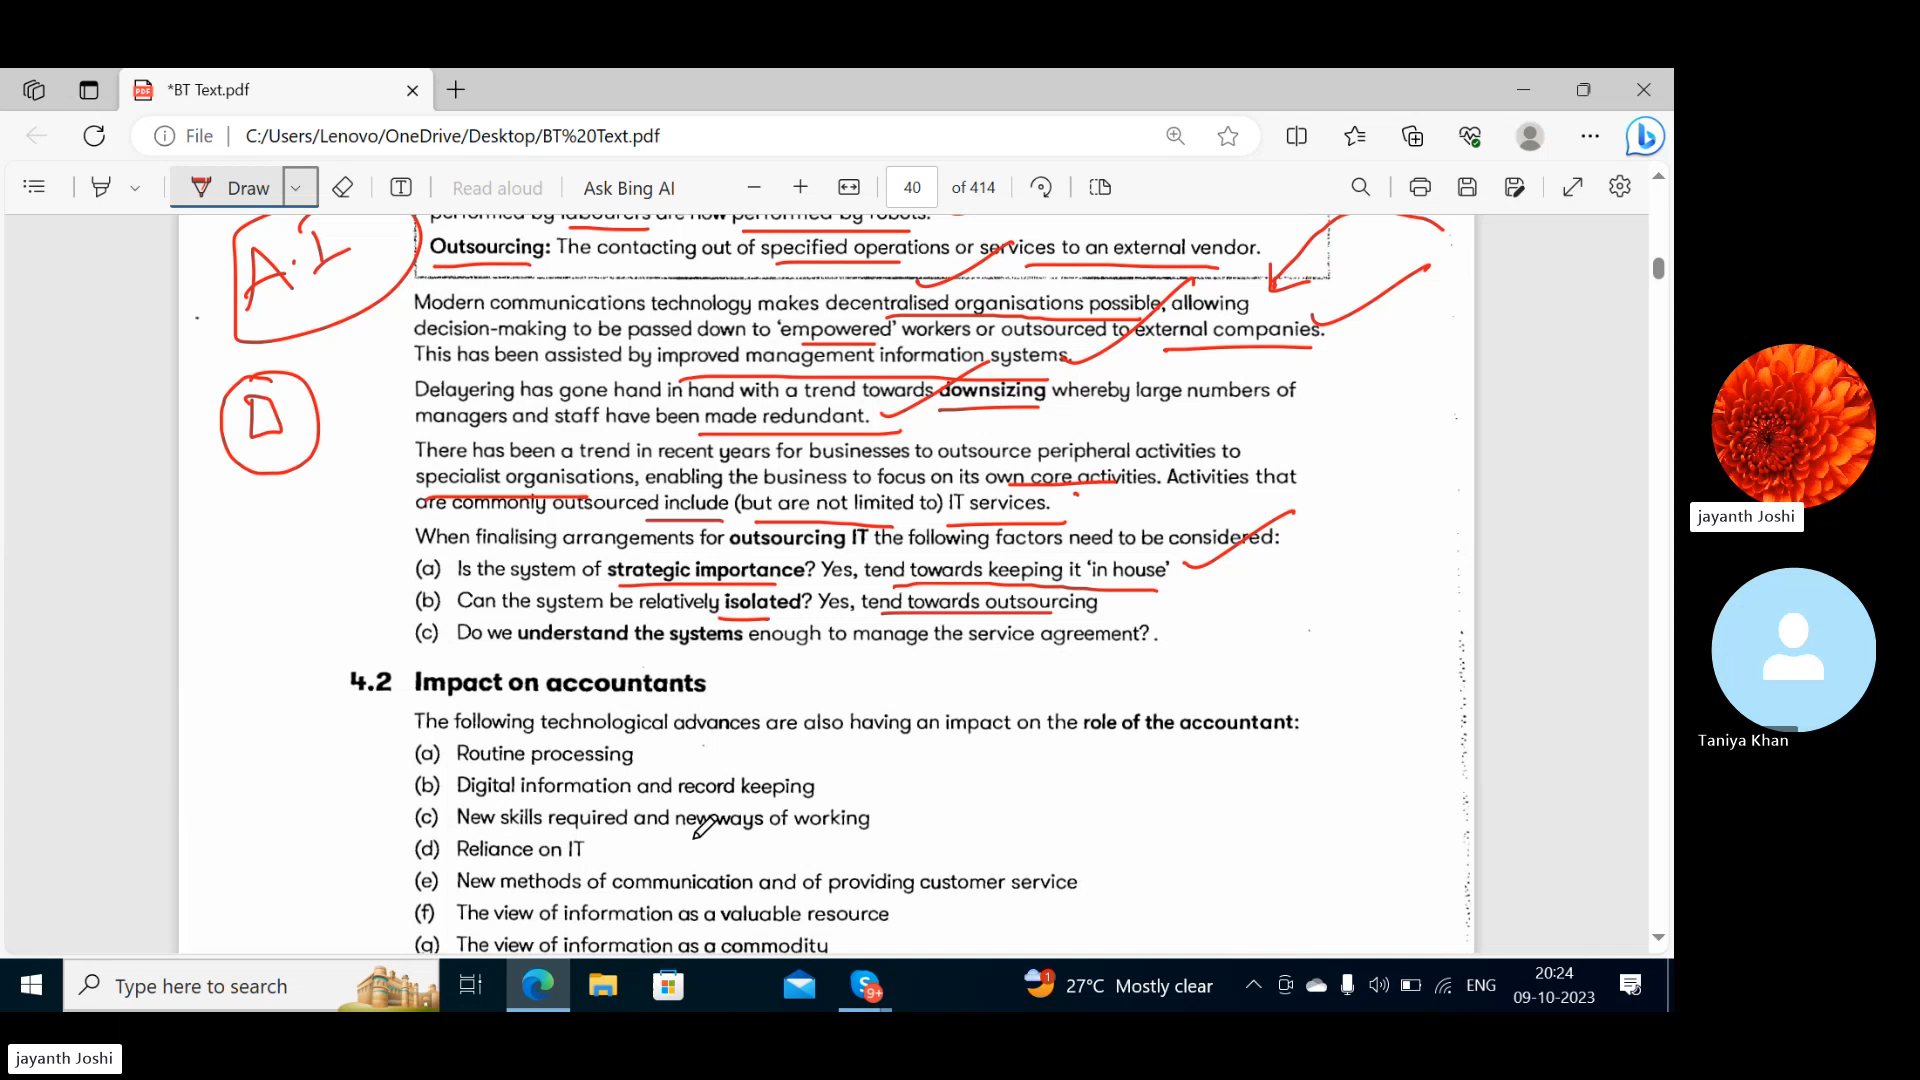 *BT Text.pdf
File
C:/Users/Lenovo/OneDrive/Desktop/BT%20Text.pdf
Draw
Read aloud
Ask Bing AI
40
of 414
performed by labourers are now performed by robots.
Outsourcing: The contacting out of specified operations or services to an external vendor.
Modern communications technology makes decentralised organisations possible, allowing
decision-making to be passed down to ‘empowered’ workers or outsourced to external companies.
This has been assisted by improved management information systems.
Delayering has gone hand in hand with a trend towards downsizing whereby large numbers of
managers and staff have been made redundant.
There has been a trend in recent years for businesses to outsource peripheral activities to
specialist organisations, enabling the business to focus on its own core activities. Activities that
are commonly outsourced include (but are not limited to) IT services.
When finalising arrangements for outsourcing IT the following factors need to be considered:
(a) Is the system of strategic importance? Yes, tend towards keeping it ‘in house’
(b) Can the system be relatively isolated? Yes, tend towards outsourcing
(c) Do we understand the systems enough to manage the service agreement?.
4.2 Impact on accountants
The following technological advances are also having an impact on the role of the accountant:
(a) Routine processing
(b) Digital information and record keeping
(c) New skills required and new ways of working
(d) Reliance on IT
(e) New methods of communication and of providing customer service
(f) The view of information as a valuable resource
(g) The view of information as a commodity
A.I
D
jayanth Joshi
Taniya Khan
Type here to search
9+
1
27°C Mostly clear
ENG
20:24
09-10-2023
jayanth Joshi